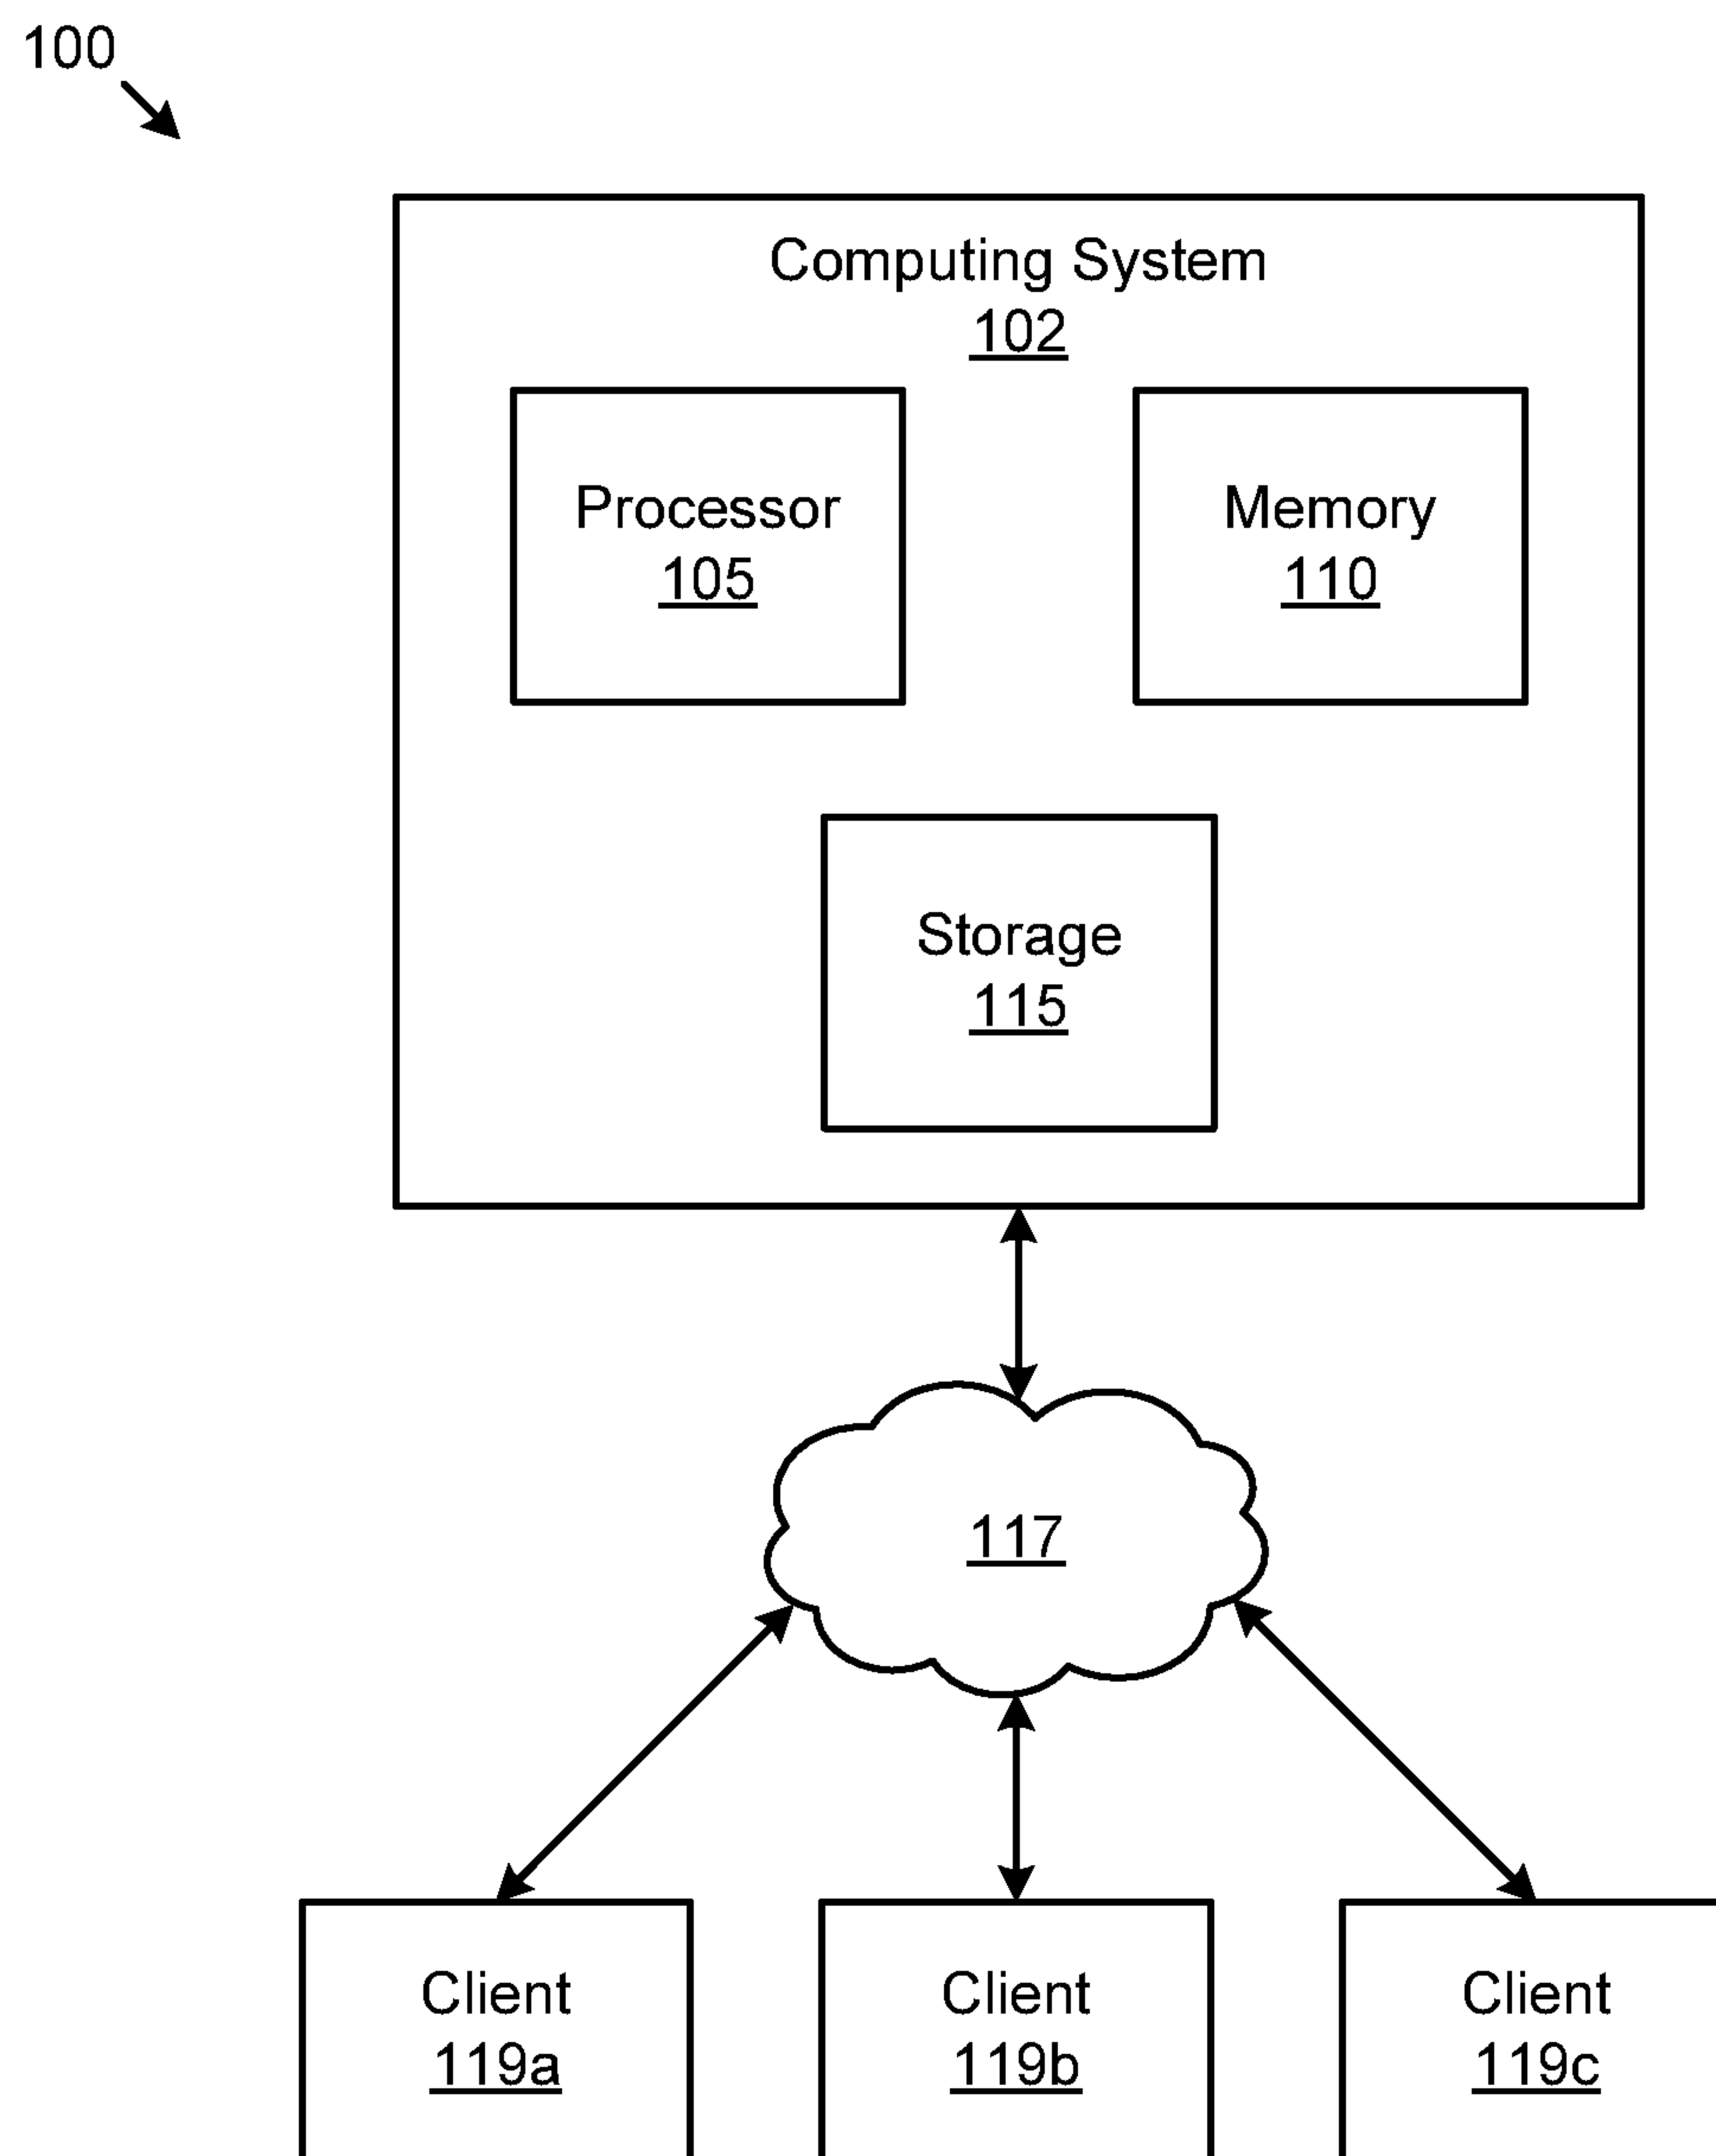 100
Computing System
102
Processor
105
Memory
110
Storage
115
117
Client
119a
Client
119b
Client
119c